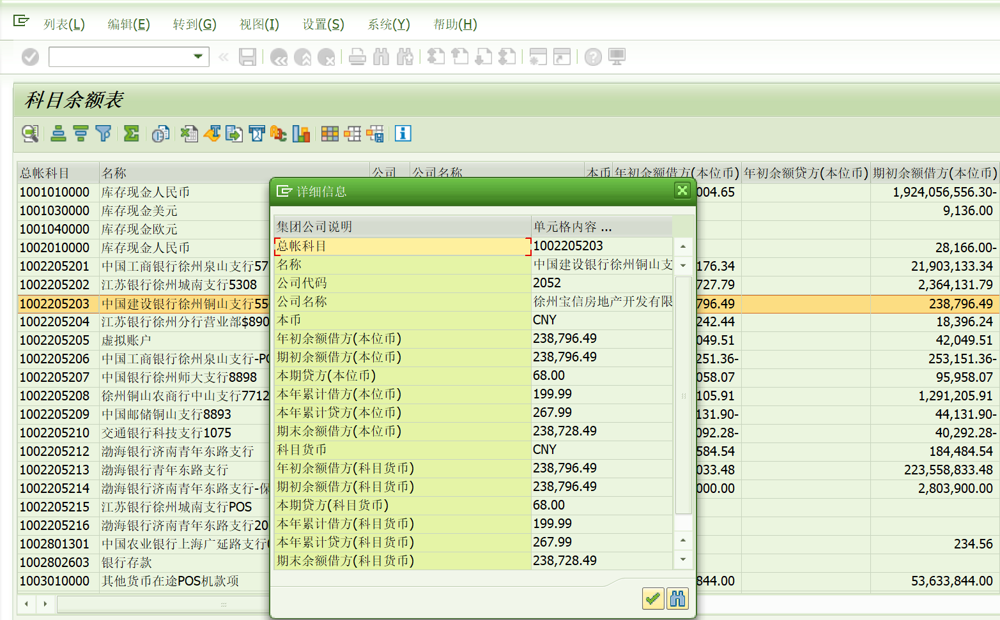 列表(L) 编辑(E) 转到(G) 视图(I) 设置(S) 系统(Y) 帮助(H)
科目余额表
总帐科目 名称 公司 公司名称 本币 年初余额借方(本位币) 年初余额贷方(本位币) 期初余额借方(本位币)
1001010000 库存现金人民币 004.65 1,924,056,556.30-
1001030000 库存现金美元 9,136.00
1001040000 库存现金欧元
1002010000 库存现金人民币 28,166.00-
1002205201 中国工商银行徐州泉山支行57 176.34 21,903,133.34
1002205202 江苏银行徐州城南支行5308 727.79 2,364,131.79
1002205203 中国建设银行徐州铜山支行55 796.49 238,796.49
1002205204 江苏银行徐州分行营业部$890 242.44 18,396.24
1002205205 虚拟账户 049.51 42,049.51
1002205206 中国工商银行徐州泉山支行-PO 251.36- 253,151.36-
1002205207 中国银行徐州师大支行8898 058.07 95,958.07
1002205208 徐州铜山农商行中山支行7712 105.91 1,291,205.91
1002205209 中国邮储铜山支行8893 131.90- 44,131.90-
1002205210 交通银行科技支行1075 092.28- 40,292.28-
1002205212 渤海银行济南青年东路支行 584.54 184,484.54
1002205213 渤海银行青年东路支行 033.48 223,558,833.48
1002205214 渤海银行济南青年东路支行-保 000.00 2,803,900.00
1002205215 江苏银行徐州城南支行POS
1002205216 渤海银行济南青年东路支行20
1002801301 中国农业银行上海广延路支行 234.56
1002802603 银行存款
1003010000 其他货币在途POS机款项 844.00 53,633,844.00
详细信息
集团公司说明 单元格内容 ...
总帐科目 1002205203
名称 中国建设银行徐州铜山支
公司代码 2052
公司名称 徐州宝信房地产开发有限
本币 CNY
年初余额借方(本位币) 238,796.49
期初余额借方(本位币) 238,796.49
本期贷方(本位币) 68.00
本年累计借方(本位币) 199.99
本年累计贷方(本位币) 267.99
期末余额借方(本位币) 238,728.49
科目货币 CNY
年初余额借方(科目货币) 238,796.49
期初余额借方(科目货币) 238,796.49
本期贷方(科目货币) 68.00
本年累计借方(科目货币) 199.99
本年累计贷方(科目货币) 267.99
期末余额借方(科目货币) 238,728.49